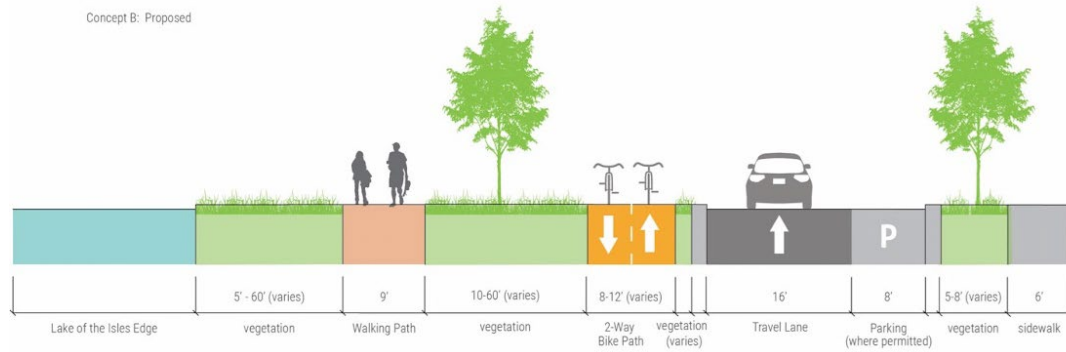 Concept B: Proposed
P
5' - 60' (varies)
9'
10-60' (varies)
8-12' (varies)
16'
8'
5-8' (varies)
6'
Lake of the Isles Edge
vegetation
Walking Path
vegetation
2-Way
Bike Path
vegetation
(varies)
Travel Lane
Parking
(where permitted)
vegetation
sidewalk